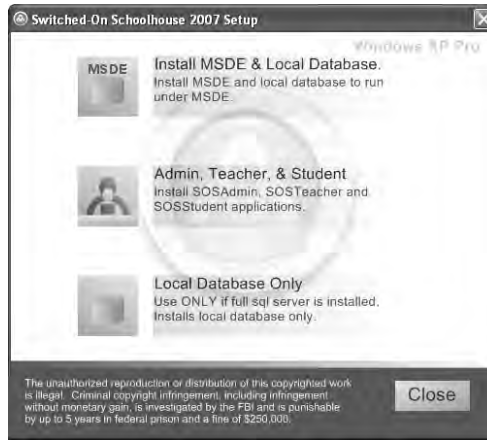 Switched-On Schoolhouse 2007 Setup
Windows XP Pro
MSDE
Install MSDE & Local Database.
Install MSDE and local database to run
under MSDE.
Admin, Teacher, & Student
Install SOSAdmin, SOSTeacher and
SOSStudent applications.
Local Database Only
Use ONLY if full sql server is installed.
Installs local database only.
The unauthorized reproduction or distribution of this copyrighted work
is illegal. Criminal copyright infringement, including infringement
without monetary gain, is investigated by the FBI and is punishable
by up to 5 years in federal prison and a fine of $250,000.
Close